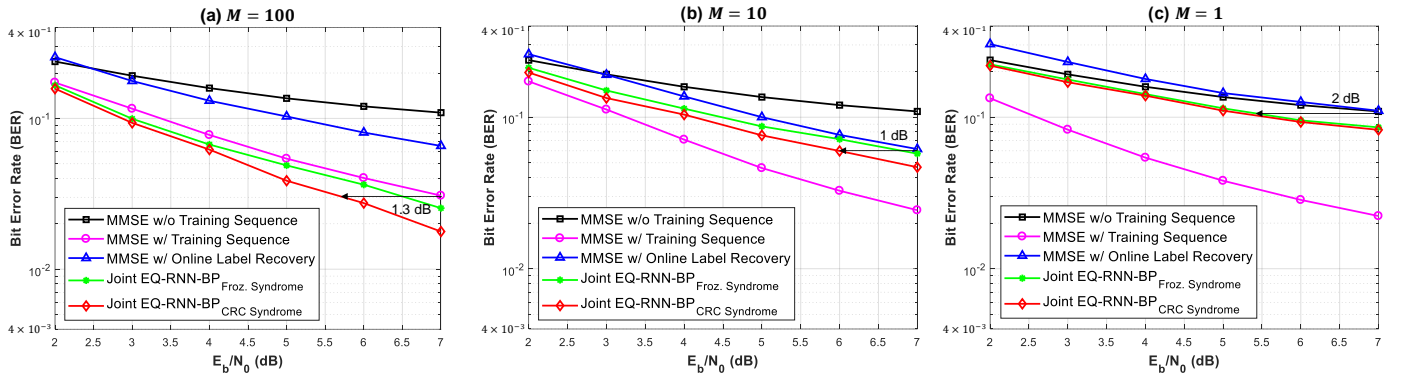 (a) M = 100
Bit Error Rate (BER)
4 × 10⁻¹
10⁻¹
10⁻²
4 × 10⁻³
1.3 dB
MMSE w/o Training Sequence
MMSE w/ Training Sequence
MMSE w/ Online Label Recovery
Joint EQ-RNN-BP_Froz. Syndrome
Joint EQ-RNN-BP_CRC Syndrome
2 2.5 3 3.5 4 4.5 5 5.5 6 6.5 7
E_b/N_0 (dB)
(b) M = 10
Bit Error Rate (BER)
4 × 10⁻¹
10⁻¹
10⁻²
4 × 10⁻³
1 dB
MMSE w/o Training Sequence
MMSE w/ Training Sequence
MMSE w/ Online Label Recovery
Joint EQ-RNN-BP_Froz. Syndrome
Joint EQ-RNN-BP_CRC Syndrome
2 2.5 3 3.5 4 4.5 5 5.5 6 6.5 7
E_b/N_0 (dB)
(c) M = 1
Bit Error Rate (BER)
4 × 10⁻¹
10⁻¹
10⁻²
4 × 10⁻³
2 dB
MMSE w/o Training Sequence
MMSE w/ Training Sequence
MMSE w/ Online Label Recovery
Joint EQ-RNN-BP_Froz. Syndrome
Joint EQ-RNN-BP_CRC Syndrome
2 2.5 3 3.5 4 4.5 5 5.5 6 6.5 7
E_b/N_0 (dB)